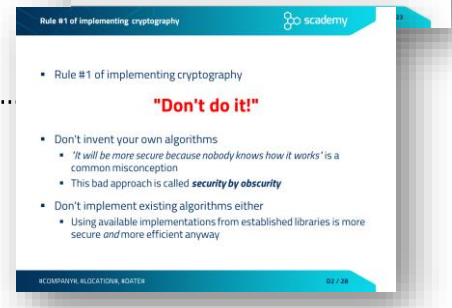 Rule #1 of implementing cryptography
scademy
23
Rule #1 of implementing cryptography
"Don't do it!"
Don't invent your own algorithms
"It will be more secure because nobody knows how it works" is a
common misconception
This bad approach is called security by obscurity
Don't implement existing algorithms either
Using available implementations from established libraries is more
secure and more efficient anyway
#COMPANY#, #LOCATION#, #DATE#
D2 / 28